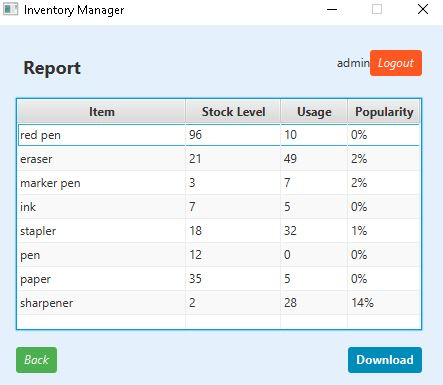 Inventory Manager
Report
admin Logout
Item Stock Level Usage Popularity
red pen 96 10 0%
eraser 21 49 2%
marker pen 3 7 2%
ink 7 5 0%
stapler 18 32 1%
pen 12 0 0%
paper 35 5 0%
sharpener 2 28 14%
Back Download